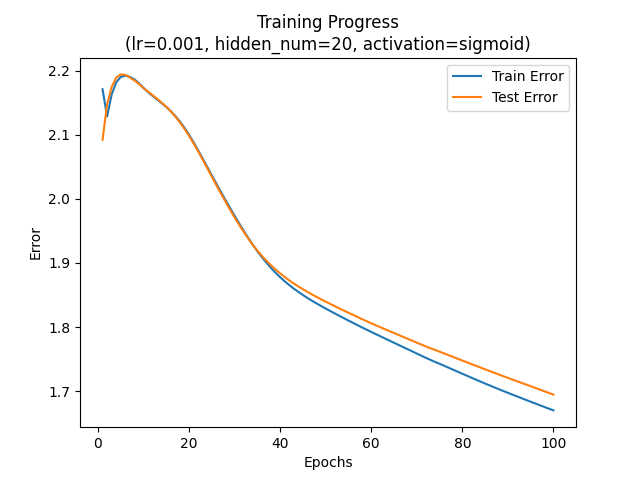 Training Progress
(lr=0.001, hidden_num=20, activation=sigmoid)
Train Error
Test Error
2.2
2.1
2.0
1.9
1.8
1.7
Error
0 20 40 60 80 100
Epochs